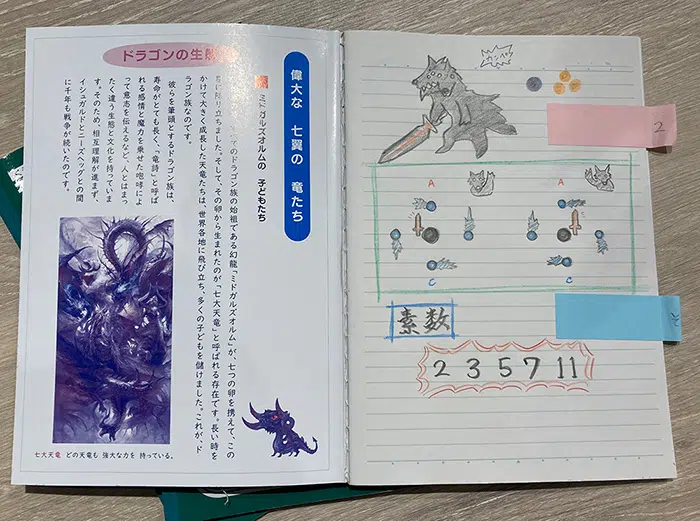 ドラゴンの生態
偉大な 七翼の 竜たち
ミドガルズオルムの 子どもたち
てのドラゴン族の始祖である幻龍「ミドガルズオルム」が、七つの卵を携えて、この
に降り立ちました。そして、その卵から生まれたのが「七大天竜」と呼ばれる存在です。長い時を
かけて大きく成長した天竜たちは、世界各地に飛び立ち、多くの子どもを儲けました。これが、ド
ラゴン族なのです。
彼らを筆頭とするドラゴン族は、
寿命がとても長く、「竜詩」と呼ば
れる感情と魔力を乗せた咆哮によ
って意志を伝えるなど、人とはまっ
たく違う生態と文化を持っていま
す。そのため、相互理解が進まず、
イシュガルドとニーズヘッグとの間
に千年も戦争が続いたのです。
七大天竜 どの天竜も 強大な力を 持っている。
カンペ
2
A A
C C
素数
2 3 5 7 11